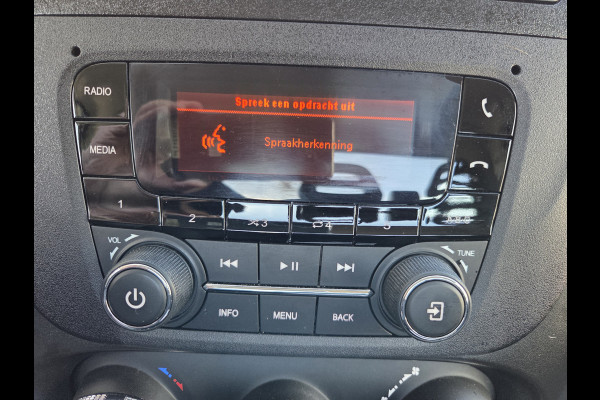 Spreek een opdracht uit
RADIO
Spraakherkenning
MEDIA
1
2
3
4
5
VOL
TUNE
INFO
MENU
BACK